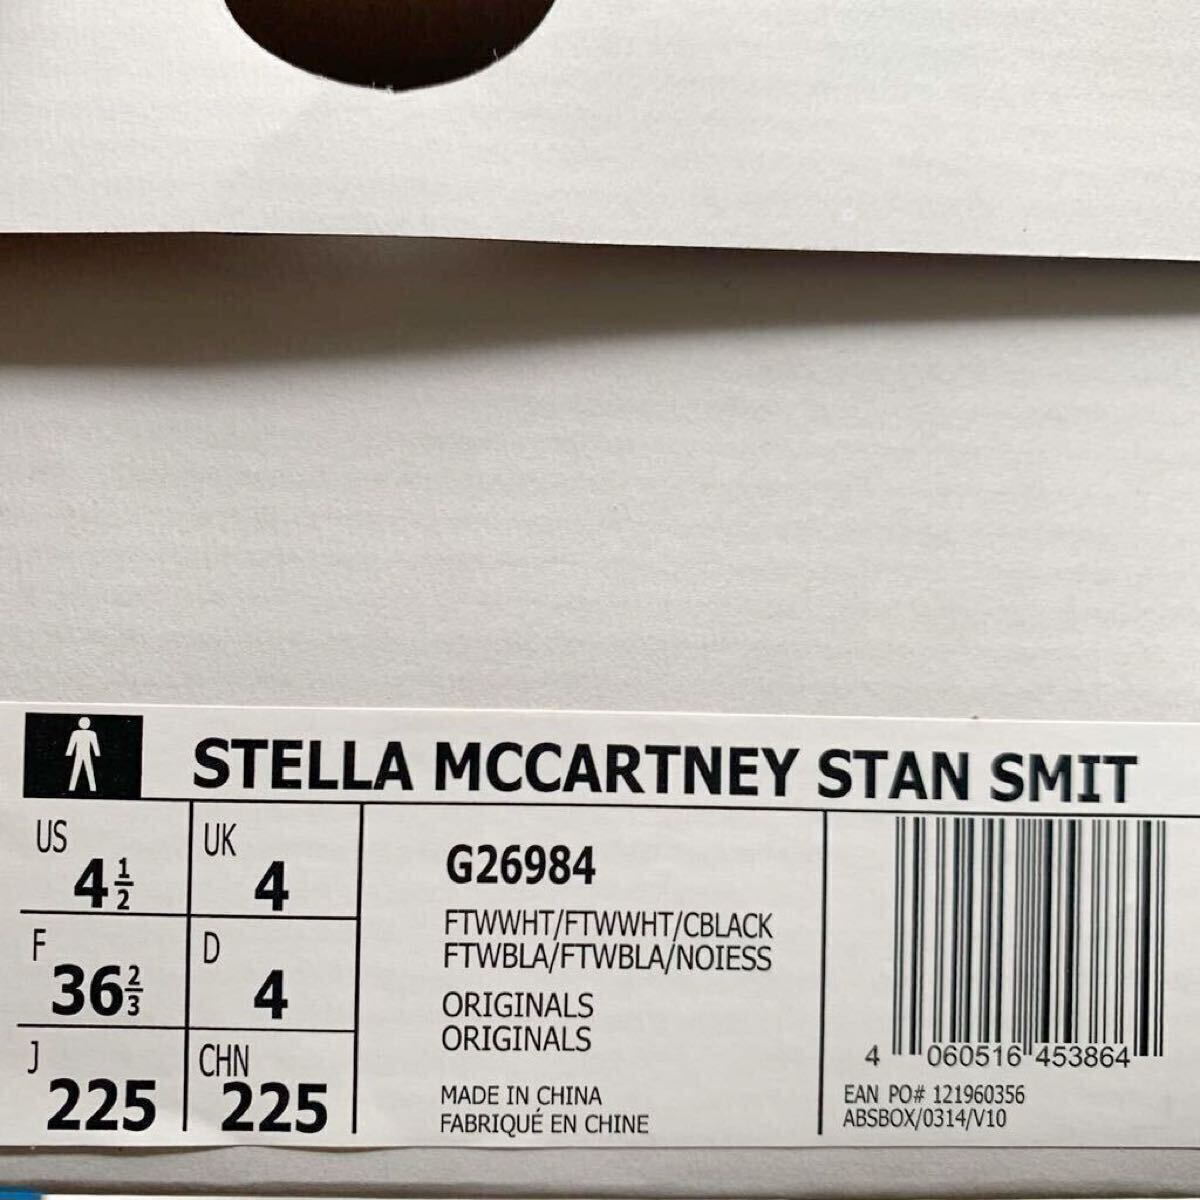 STELLA MCCARTNEY STAN SMIT
US
4 1/2
UK
4
F
36 2/3
D
4
J
225
CHN
225
G26984
FTWWHT/FTWWHT/CBLACK
FTWBLA/FTWBLA/NOIESS
ORIGINALS
ORIGINALS
MADE IN CHINA
FABRIQUÉ EN CHINE
4 060516 453864
EAN PO# 121960356
ABSBOX/0314/V10